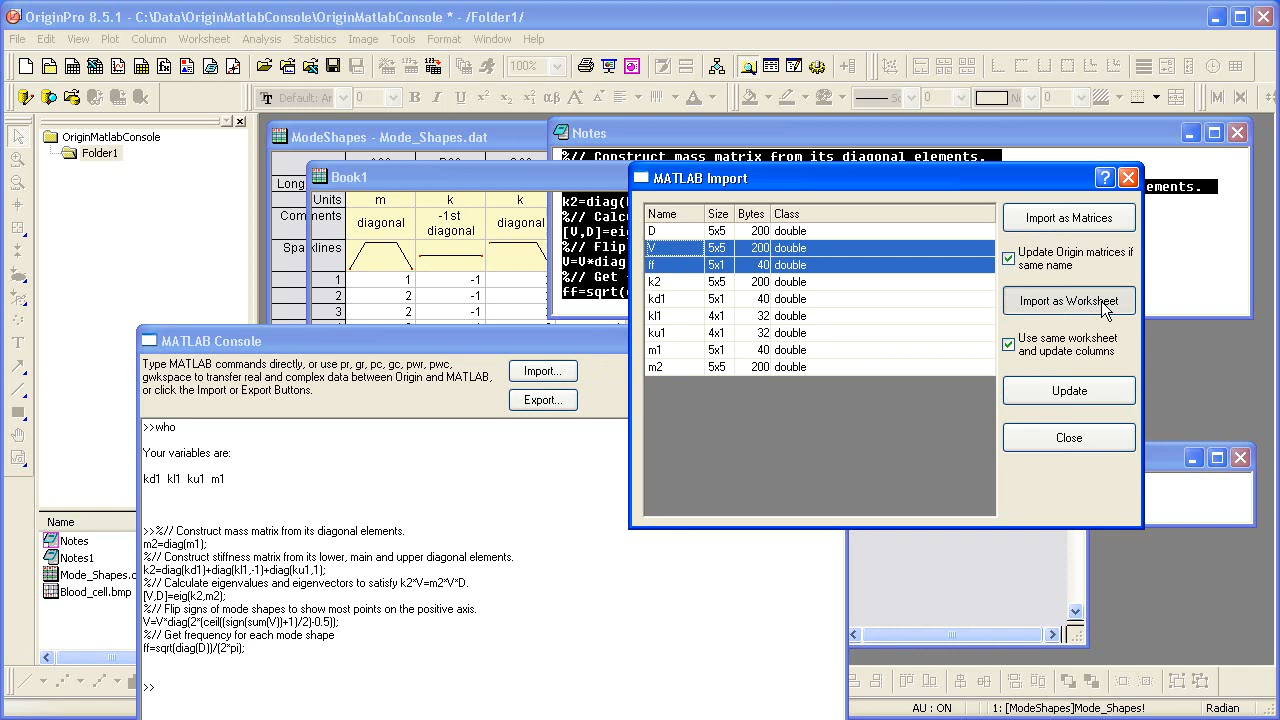 OriginPro 8.5.1 - C:\Data\OriginMatlabConsole\OriginMatlabConsole * - /Folder1/
File Edit View Plot Column Worksheet Analysis Statistics Image Tools Format Window Help
100%
Default: Ar 0 B I U
0 0
OriginMatlabConsole
Folder1
ModeShapes - Mode_Shapes.dat
Notes
%// Construct mass matrix from its diagonal elements.
ements.
k2=diag(
%// Calc
[V,D]=ei
%// Flip
V=V*diag
%// Get
ff=sqrt(
Long
Units
Com
Spa
Book1
Units m k k
Comments diagonal -1st diagonal diagonal
Sparklines
1 1 -1
2 2 -1
3 1 -1
MATLAB Import
Name Size Bytes Class
D 5x5 200 double
V 5x5 200 double
ff 5x1 40 double
k2 5x5 200 double
kd1 5x1 40 double
kl1 4x1 32 double
ku1 4x1 32 double
m1 5x1 40 double
m2 5x5 200 double
Import as Matrices
Update Origin matrices if
same name
Import as Worksheet
Use same worksheet
and update columns
Update
Close
MATLAB Console
Type MATLAB commands directly, or use pr, gr, pc, gc, pwr, pwc,
gwkspace to transfer real and complex data between Origin and MATLAB,
or click the Import or Export Buttons.
Import...
Export...
>>who
Your variables are:
kd1 kl1 ku1 m1
>>%// Construct mass matrix from its diagonal elements.
m2=diag(m1);
%// Construct stiffness matrix from its lower, main and upper diagonal elements.
k2=diag(kd1)+diag(kl1,-1)+diag(ku1,1);
%// Calculate eigenvalues and eigenvectors to satisfy k2*V=m2*V*D.
[V,D]=eig(k2,m2);
%// Flip signs of mode shapes to show most points on the positive axis.
V=V*diag(2*(ceil((sign(sum(V))+1)/2)-0.5));
%// Get frequency for each mode shape
ff=sqrt(diag(D))/(2*pi);
>>
Name
Notes
Notes1
Mode_Shapes.c
Blood_cell.bmp
AU : ON 1: [ModeShapes]Mode_Shapes! Radian